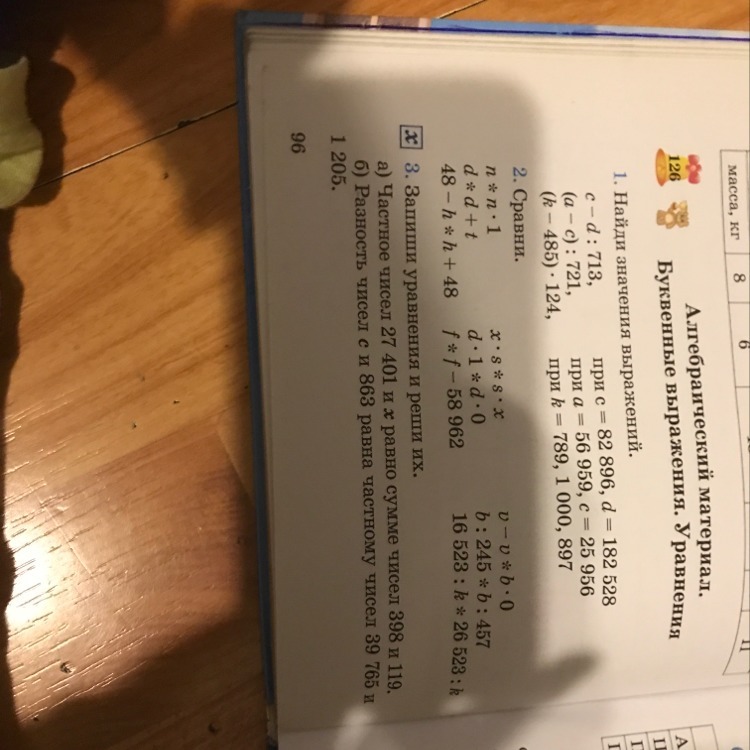 масса, кг 8 6
Алгебраический материал.
126 Буквенные выражения. Уравнения
1. Найди значения выражений.
c – d : 713, при c = 82 896, d = 182 528
(a – c) : 721, при a = 56 959, c = 25 956
(k – 485) · 124, при k = 789, 1 000, 897
2. Сравни.
n * n · 1 x · s * s · x v – v * b · 0
d * d + t d · 1 * d · 0 b : 245 * b : 457
48 – h * h + 48 f * f – 58 962 16 523 : k * 26 523 : k
x 3. Запиши уравнения и реши их.
а) Частное чисел 27 401 и x равно сумме чисел 398 и 119.
б) Разность чисел c и 863 равна частному чисел 39 765 и
1 205.
96